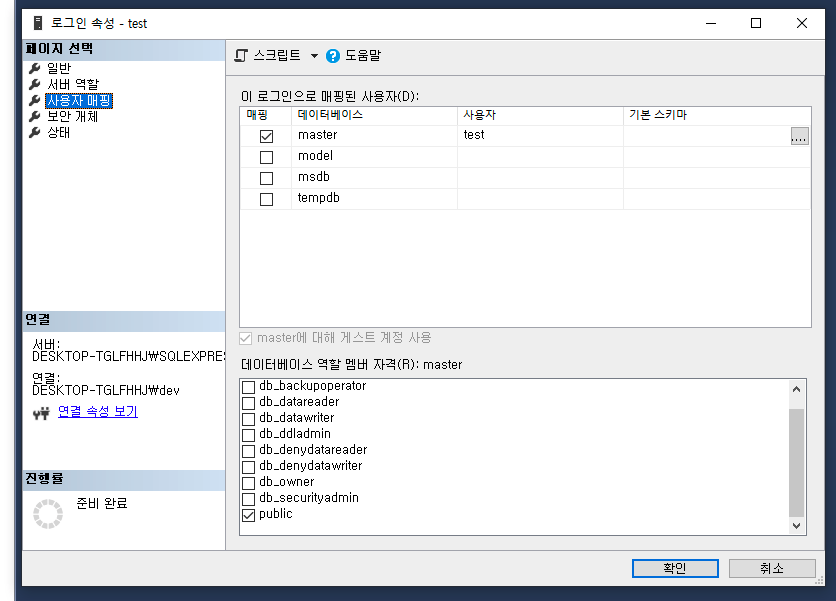 로그인 속성 - test
페이지 선택
일반
서버 역할
사용자 매핑
보안 개체
상태
스크립트
도움말
이 로그인으로 매핑된 사용자(D):
매핑 데이터베이스 사용자 기본 스키마
master test ....
model
msdb
tempdb
master에 대해 게스트 계정 사용
데이터베이스 역할 멤버 자격(R): master
db_backupoperator
db_datareader
db_datawriter
db_ddladmin
db_denydatareader
db_denydatawriter
db_owner
db_securityadmin
public
연결
서버:
DESKTOP-TGLFHHJ₩SQLEXPRES
연결:
DESKTOP-TGLFHHJ₩dev
연결 속성 보기
진행률
준비 완료
확인
취소